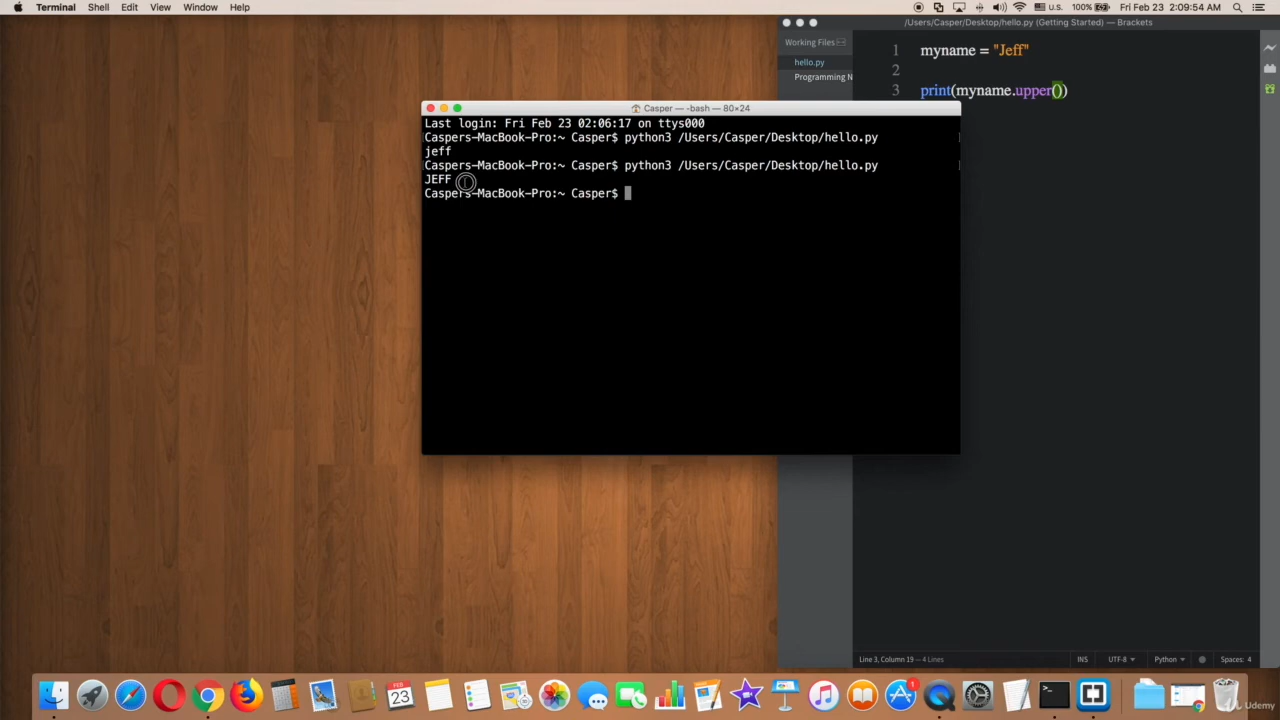 Terminal Shell Edit View Window Help U.S. 100% Fri Feb 23 2:09:54 AM
/Users/Casper/Desktop/hello.py (Getting Started) — Brackets
Working Files
hello.py
Programming N
1 myname = "Jeff"
2
3 print(myname.upper())
Casper — -bash — 80×24
Last login: Fri Feb 23 02:06:17 on ttys000
Caspers-MacBook-Pro:~ Casper$ python3 /Users/Casper/Desktop/hello.py
jeff
Caspers-MacBook-Pro:~ Casper$ python3 /Users/Casper/Desktop/hello.py
JEFF
Caspers-MacBook-Pro:~ Casper$
Line 3, Column 19 — 4 Lines INS UTF-8 Python Spaces: 4
FEB
23
1
Udemy